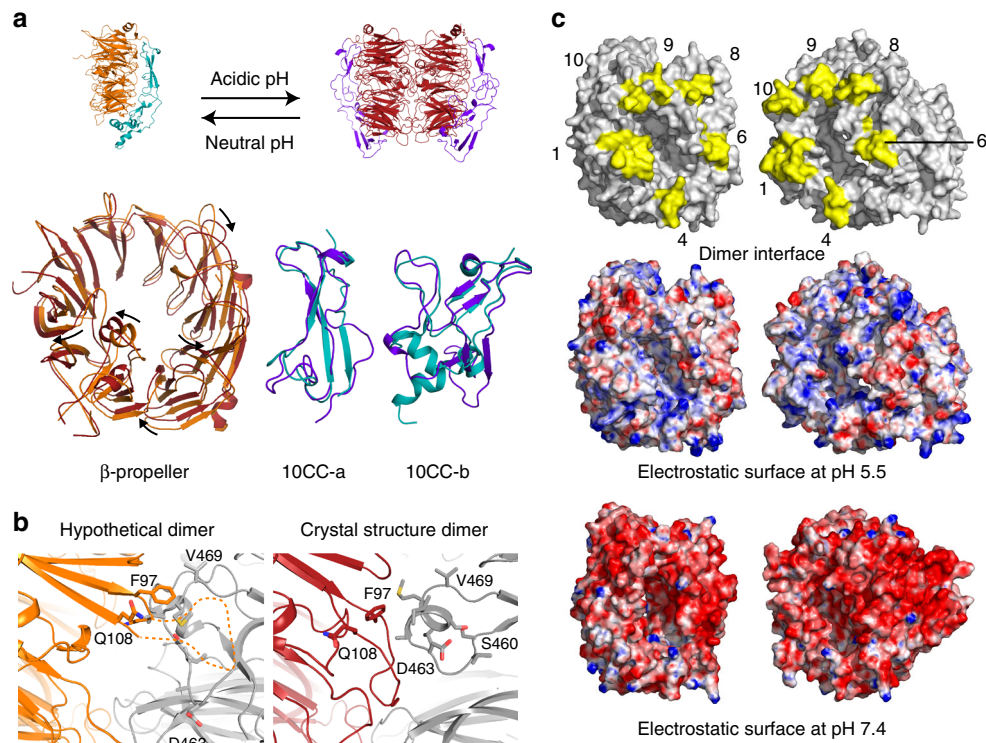 a
Acidic pH
Neutral pH
β-propeller
10CC-a
10CC-b
b
Hypothetical dimer
V469
F97
Q108
D463
Crystal structure dimer
V469
F97
S460
Q108
D463
c
9
8
10
1
6
4
9
8
10
6
1
4
Dimer interface
Electrostatic surface at pH 5.5
Electrostatic surface at pH 7.4